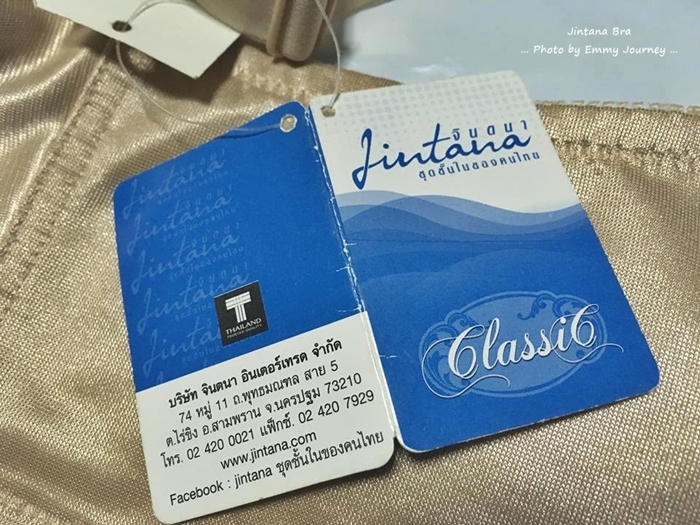 Jintana Bra
... Photo by Emmy Journey ...
จินตนา
Jintana
ชุดชั้นในของคนไทย
Classic
T
THAILAND
TRUSTED QUALITY
บริษัท จินตนา อินเตอร์เทรด จำกัด
74 หมู่ 11 ถ.พุทธมณฑล สาย 5
ต.ไร่ขิง อ.สามพราน จ.นครปฐม 73210
โทร. 02 420 0021 แฟ็กซ์. 02 420 7929
www.jintana.com
Facebook : jintana ชุดชั้นในของคนไทย